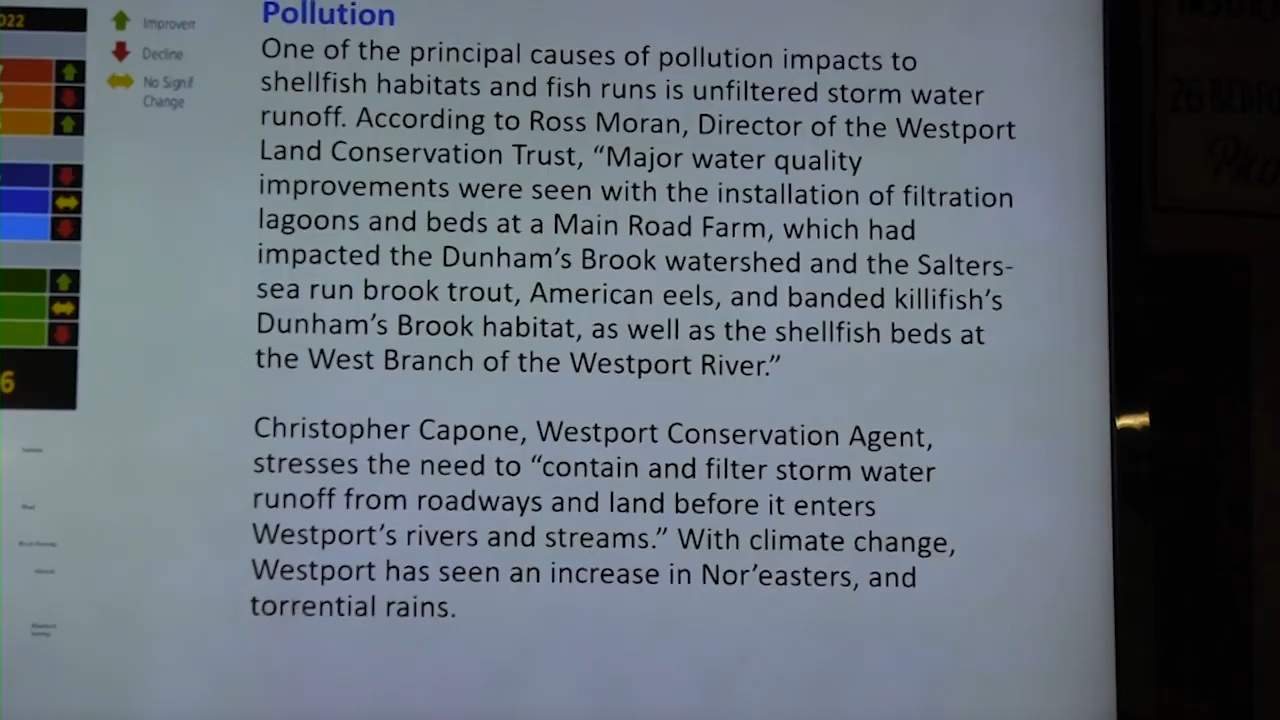 022
Improvem
Decline
No Signif
Change
6
Pollution
One of the principal causes of pollution impacts to
shellfish habitats and fish runs is unfiltered storm water
runoff. According to Ross Moran, Director of the Westport
Land Conservation Trust, “Major water quality
improvements were seen with the installation of filtration
lagoons and beds at a Main Road Farm, which had
impacted the Dunham’s Brook watershed and the Salters-
sea run brook trout, American eels, and banded killifish’s
Dunham’s Brook habitat, as well as the shellfish beds at
the West Branch of the Westport River.”
Christopher Capone, Westport Conservation Agent,
stresses the need to “contain and filter storm water
runoff from roadways and land before it enters
Westport’s rivers and streams.” With climate change,
Westport has seen an increase in Nor’easters, and
torrential rains.